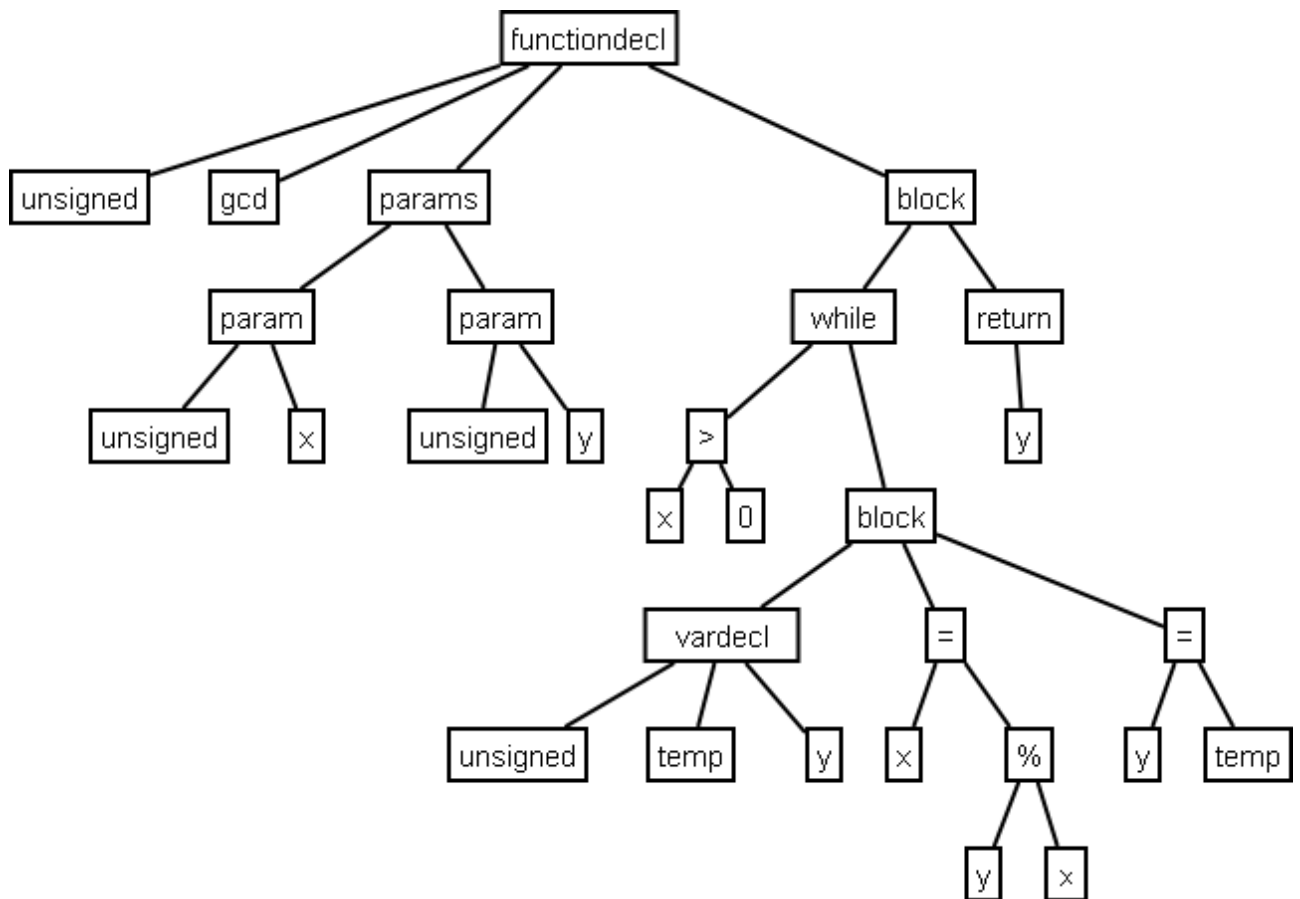 functiondecl
unsigned gcd params block
param param while return
unsigned x unsigned y > y
x 0 block
vardecl = =
unsigned temp y x % y temp
y x